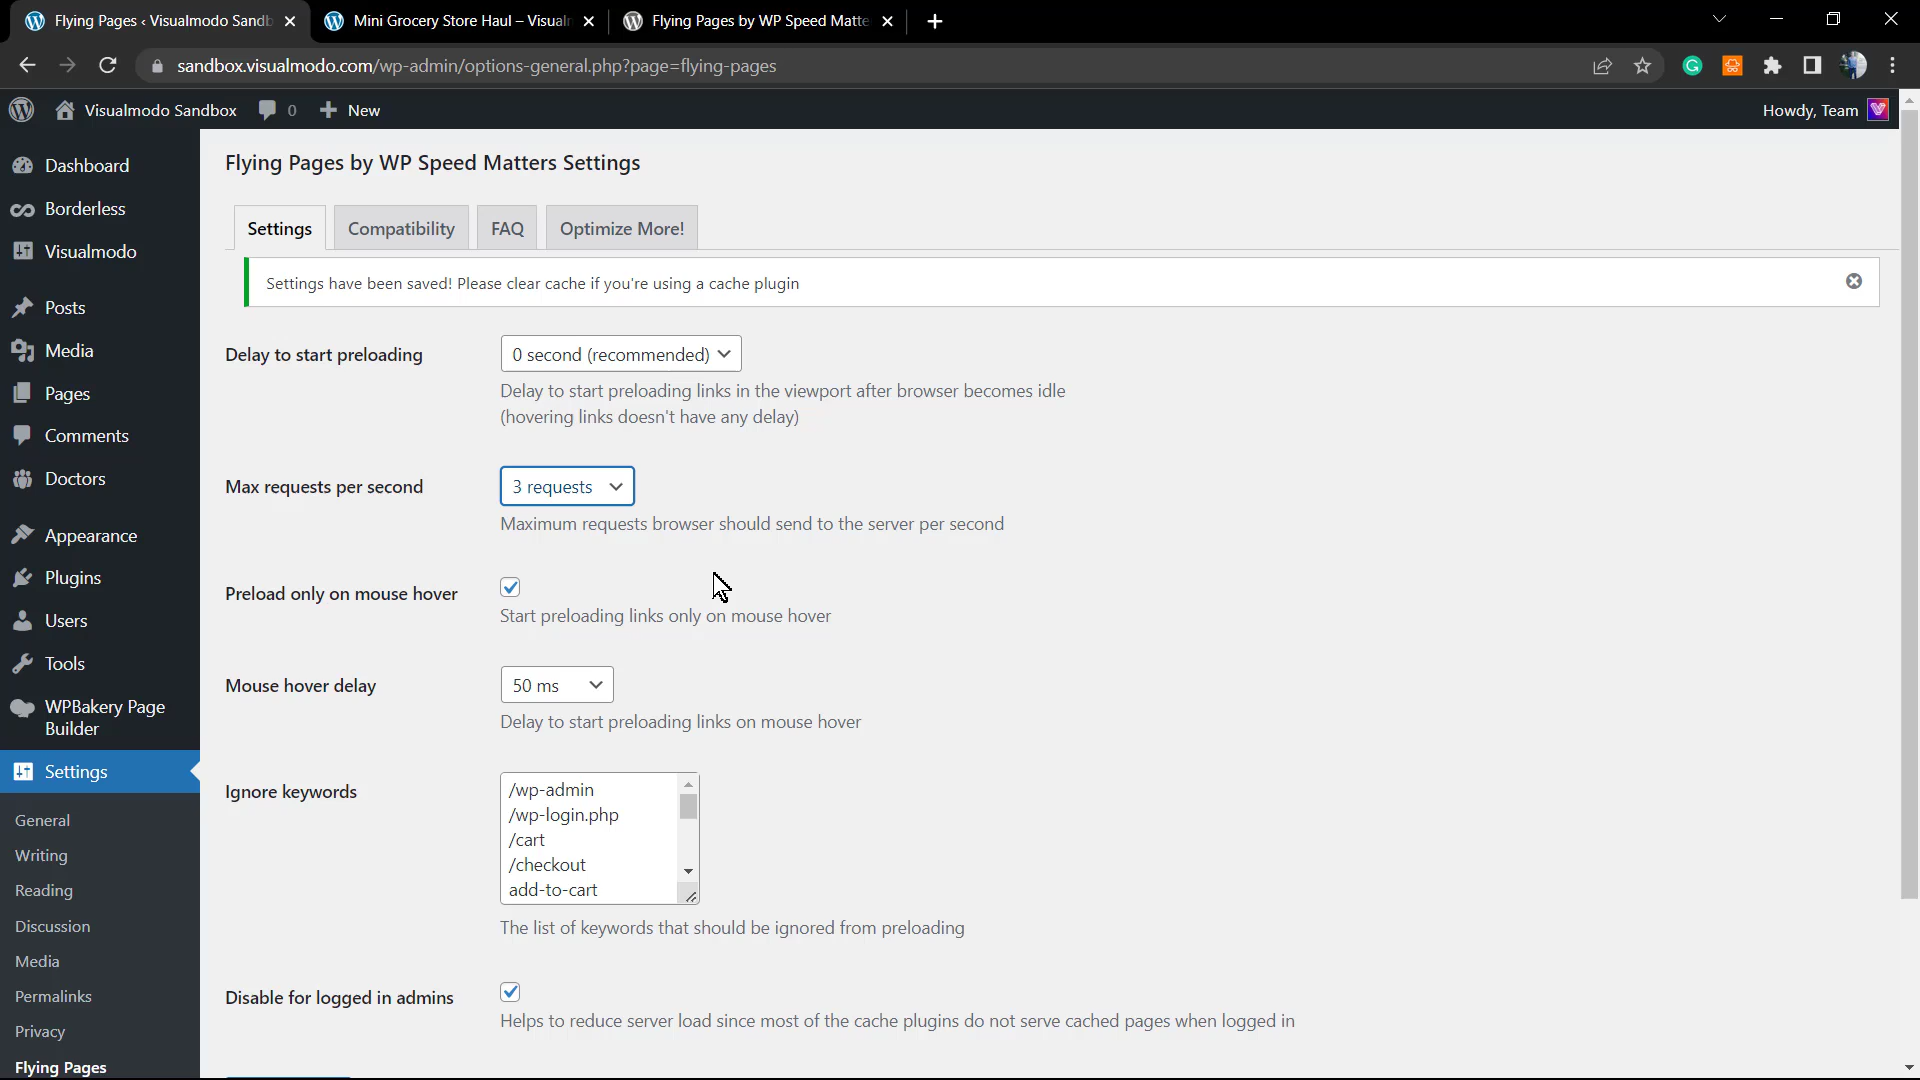 Flying Pages ‹ Visualmodo Sandb
Mini Grocery Store Haul – Visual
Flying Pages by WP Speed Matte
sandbox.visualmodo.com/wp-admin/options-general.php?page=flying-pages
Visualmodo Sandbox
0
New
Howdy, Team
Dashboard
Borderless
Visualmodo
Posts
Media
Pages
Comments
Doctors
Appearance
Plugins
Users
Tools
WPBakery Page
Builder
Settings
General
Writing
Reading
Discussion
Media
Permalinks
Privacy
Flying Pages
Flying Pages by WP Speed Matters Settings
Settings
Compatibility
FAQ
Optimize More!
Settings have been saved! Please clear cache if you're using a cache plugin
Delay to start preloading
0 second (recommended)
Delay to start preloading links in the viewport after browser becomes idle
(hovering links doesn't have any delay)
Max requests per second
3 requests
Maximum requests browser should send to the server per second
Preload only on mouse hover
Start preloading links only on mouse hover
Mouse hover delay
50 ms
Delay to start preloading links on mouse hover
Ignore keywords
/wp-admin
/wp-login.php
/cart
/checkout
add-to-cart
The list of keywords that should be ignored from preloading
Disable for logged in admins
Helps to reduce server load since most of the cache plugins do not serve cached pages when logged in